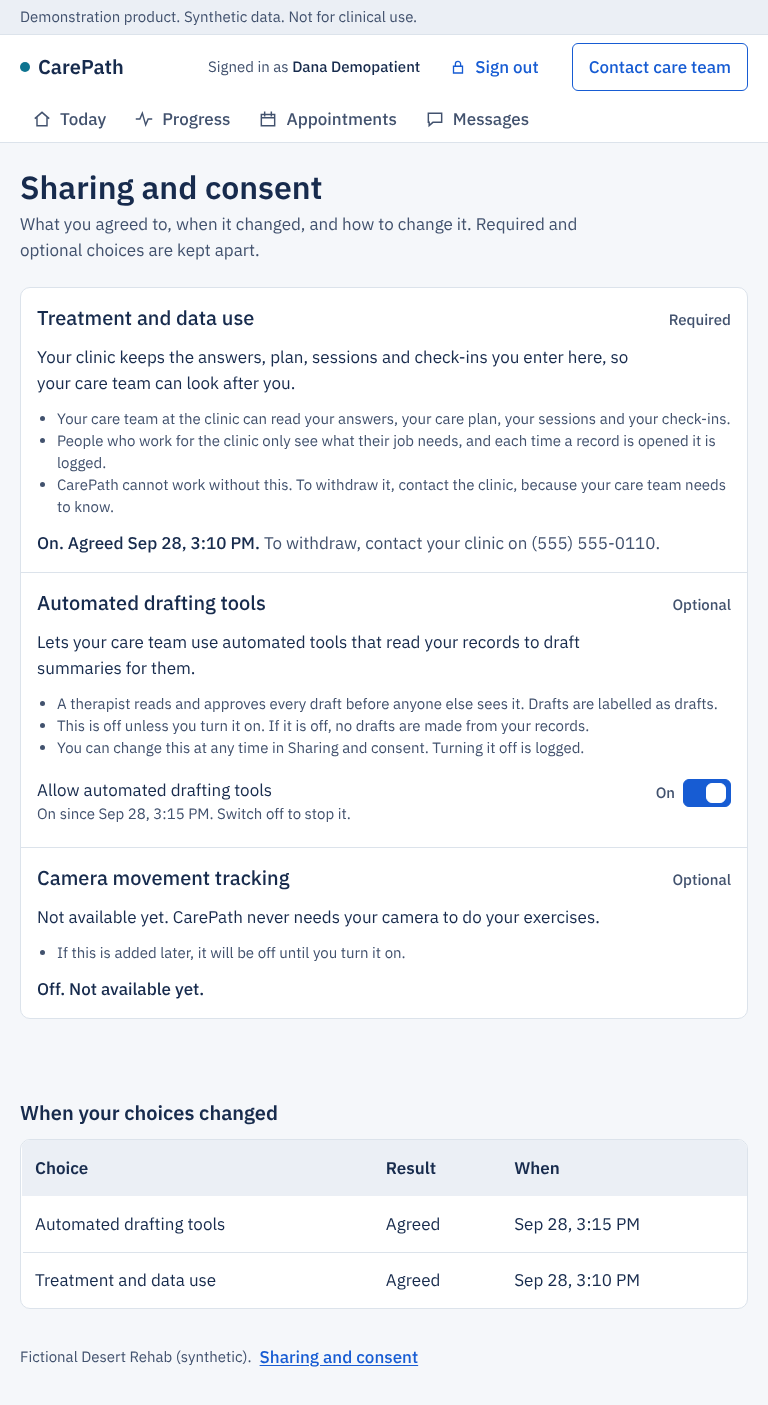 Demonstration product. Synthetic data. Not for clinical use.
CarePath
Signed in as Dana Demopatient
Sign out
Contact care team
Today
Progress
Appointments
Messages
Sharing and consent
What you agreed to, when it changed, and how to change it. Required and
optional choices are kept apart.
Treatment and data use
Required
Your clinic keeps the answers, plan, sessions and check-ins you enter here, so
your care team can look after you.
• Your care team at the clinic can read your answers, your care plan, your sessions and your check-ins.
• People who work for the clinic only see what their job needs, and each time a record is opened it is
logged.
• CarePath cannot work without this. To withdraw it, contact the clinic, because your care team needs
to know.
On. Agreed Sep 28, 3:10 PM. To withdraw, contact your clinic on (555) 555-0110.
Automated drafting tools
Optional
Lets your care team use automated tools that read your records to draft
summaries for them.
• A therapist reads and approves every draft before anyone else sees it. Drafts are labelled as drafts.
• This is off unless you turn it on. If it is off, no drafts are made from your records.
• You can change this at any time in Sharing and consent. Turning it off is logged.
Allow automated drafting tools
On
On since Sep 28, 3:15 PM. Switch off to stop it.
Camera movement tracking
Optional
Not available yet. CarePath never needs your camera to do your exercises.
• If this is added later, it will be off until you turn it on.
Off. Not available yet.
When your choices changed
Choice Result When
Automated drafting tools Agreed Sep 28, 3:15 PM
Treatment and data use Agreed Sep 28, 3:10 PM
Fictional Desert Rehab (synthetic). Sharing and consent